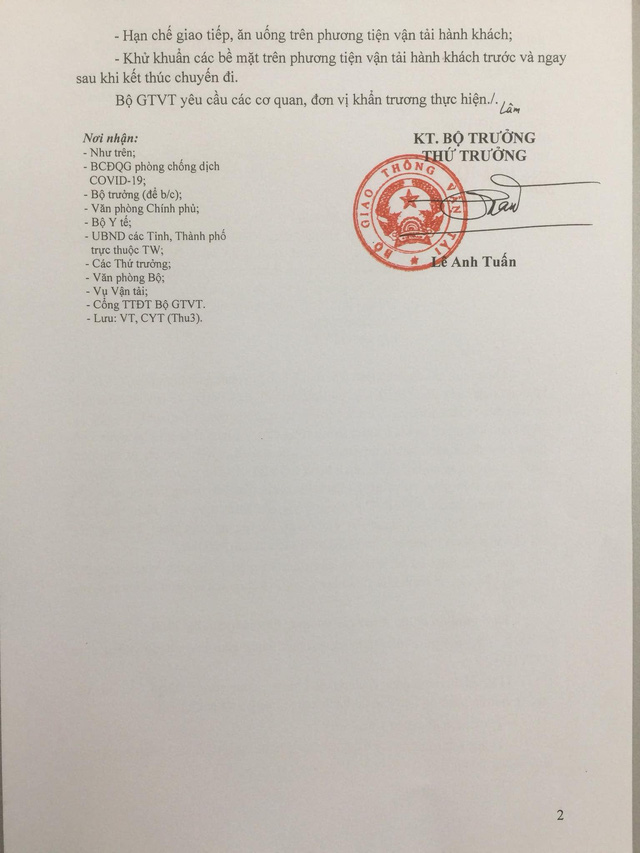 - Hạn chế giao tiếp, ăn uống trên phương tiện vận tải hành khách;
- Khử khuẩn các bề mặt trên phương tiện vận tải hành khách trước và ngay
sau khi kết thúc chuyến đi.
Bộ GTVT yêu cầu các cơ quan, đơn vị khẩn trương thực hiện./.
Lâm
Nơi nhận:
- Như trên;
- BCĐQG phòng chống dịch
COVID-19;
- Bộ trưởng (để b/c);
- Văn phòng Chính phủ;
- Bộ Y tế;
- UBND các Tỉnh, Thành phố
trực thuộc TW;
- Các Thứ trưởng;
- Văn phòng Bộ;
- Vụ Vận tải;
- Cổng TTĐT Bộ GTVT.
- Lưu: VT, CYT (Thu3).
KT. BỘ TRƯỞNG
THỨ TRƯỞNG
BỘ GIAO THÔNG VẬN TẢI
Lê Anh Tuấn
2